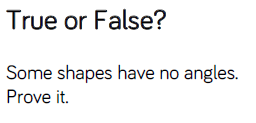 True or False?
Some shapes have no angles.
Prove it.